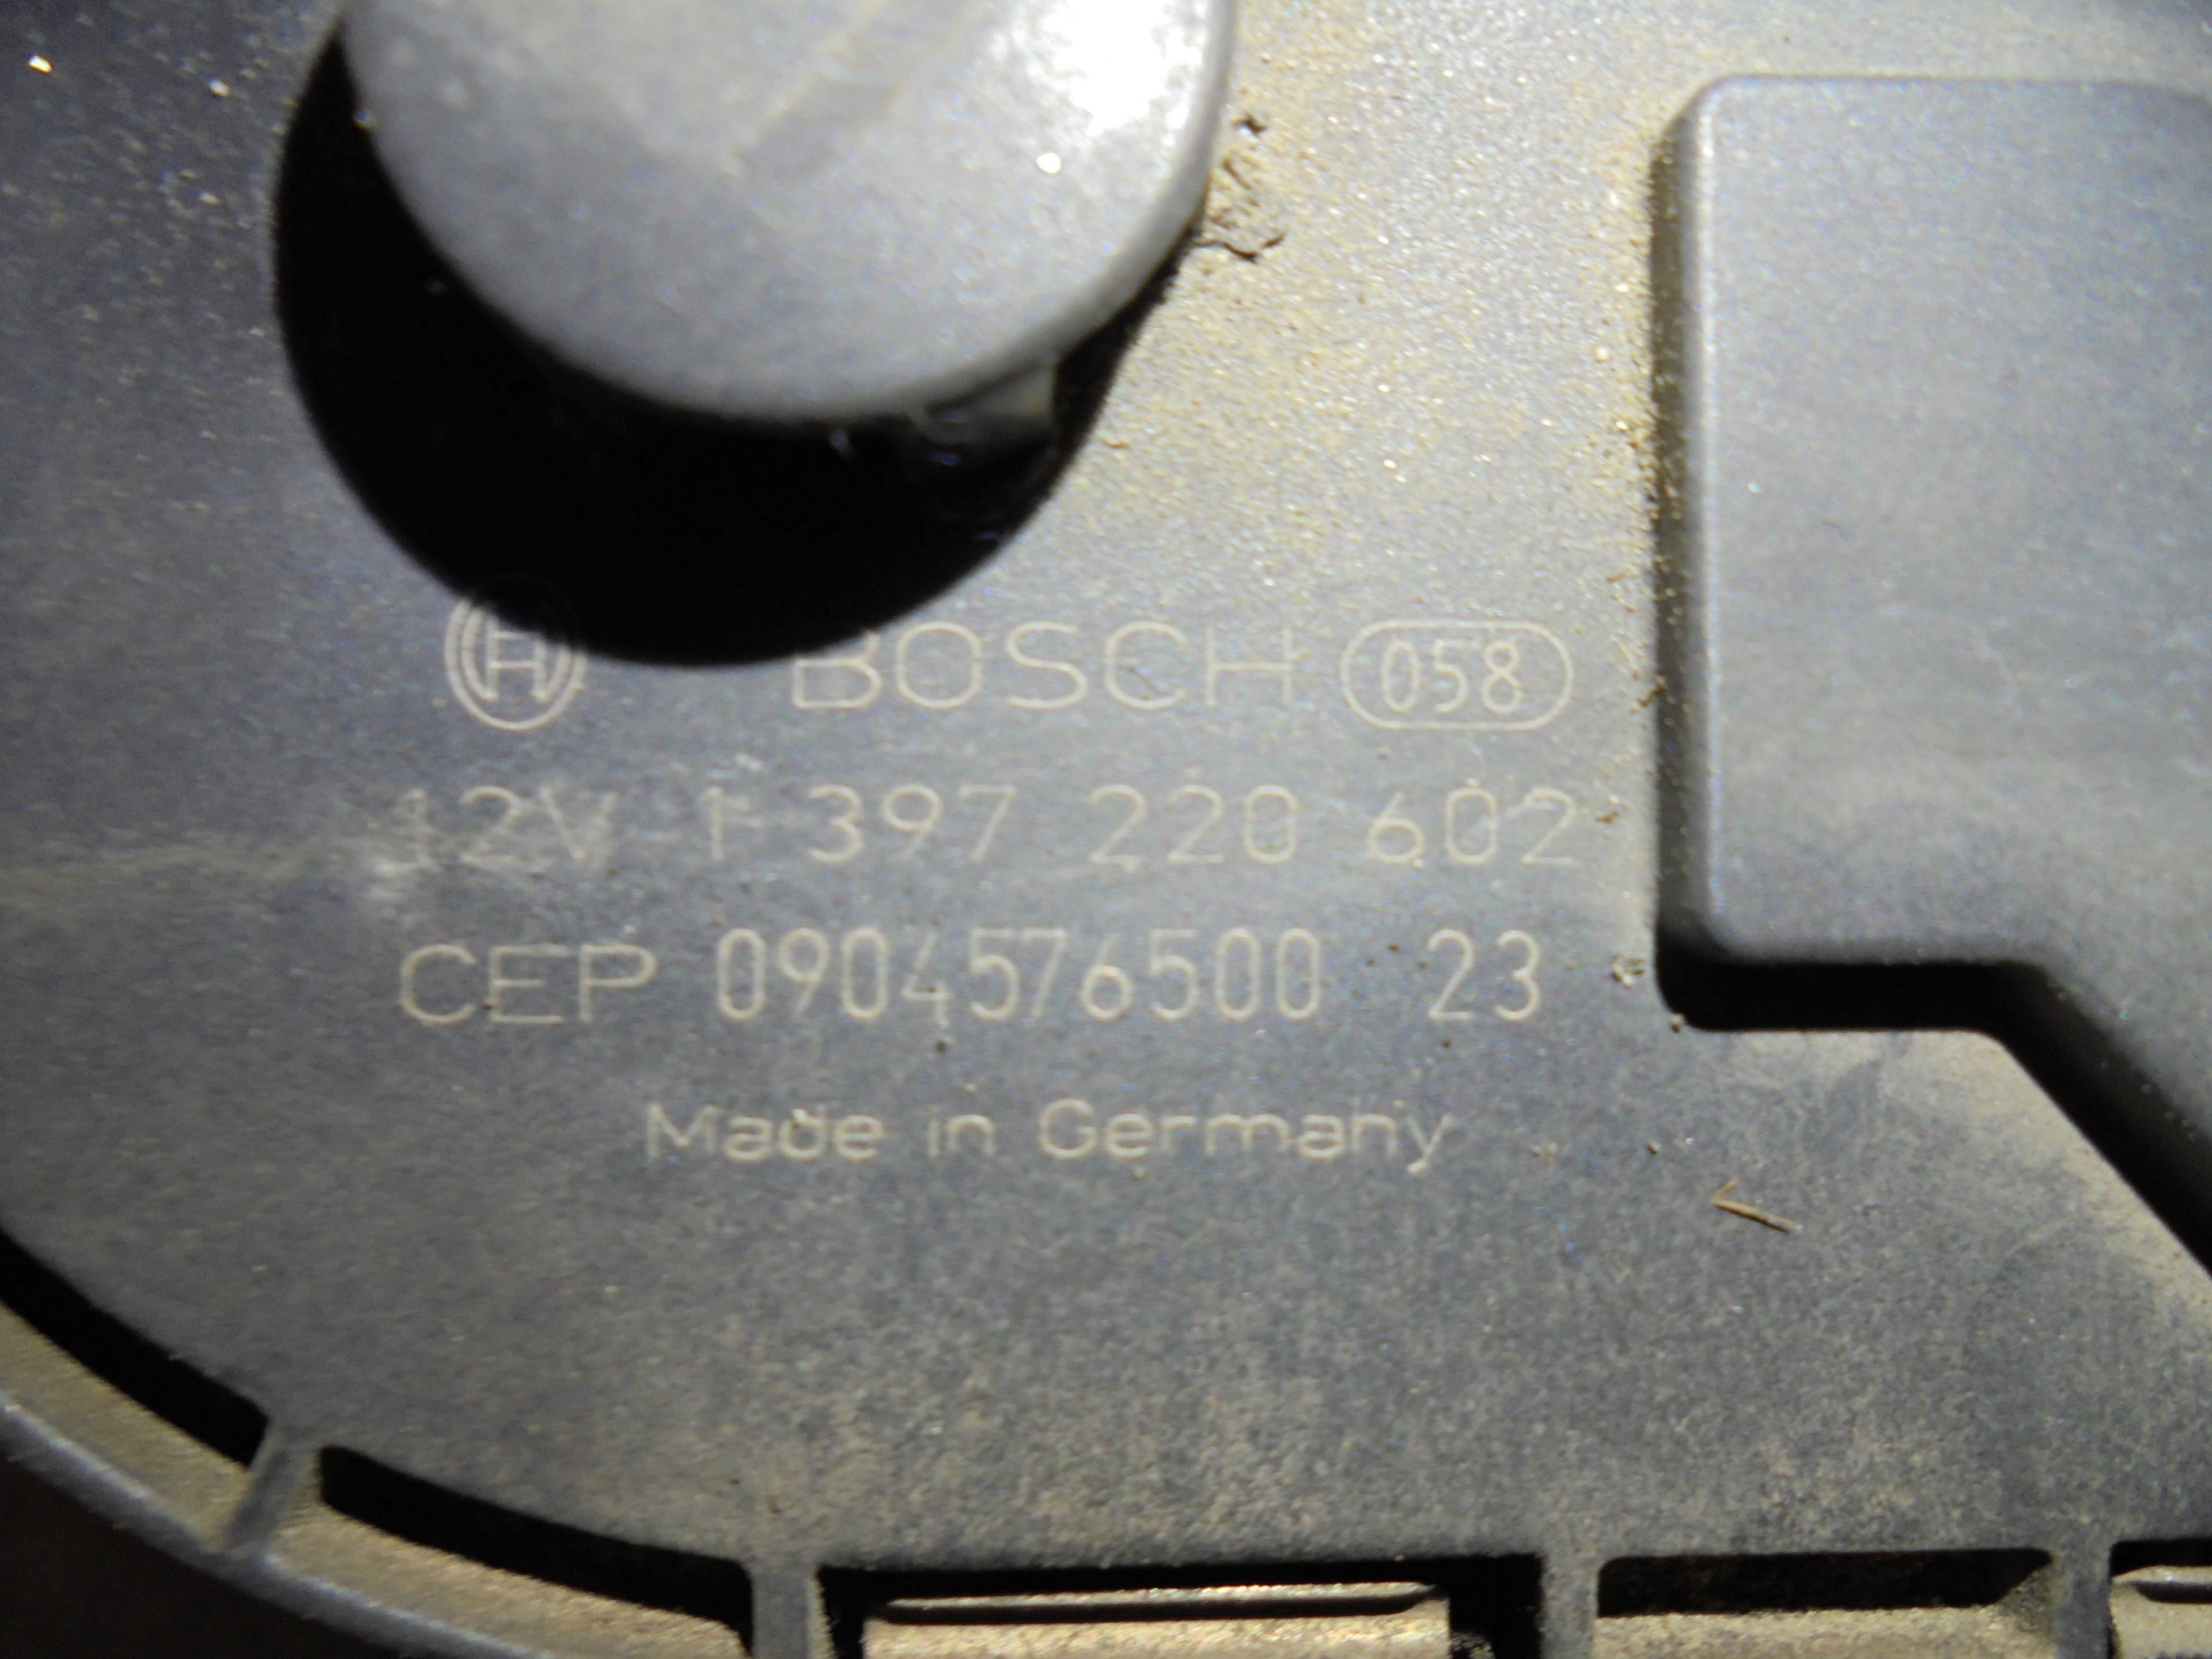 BOSCH 058
12V 1 397 220 602
CEP 0904576500 23
Made in Germany